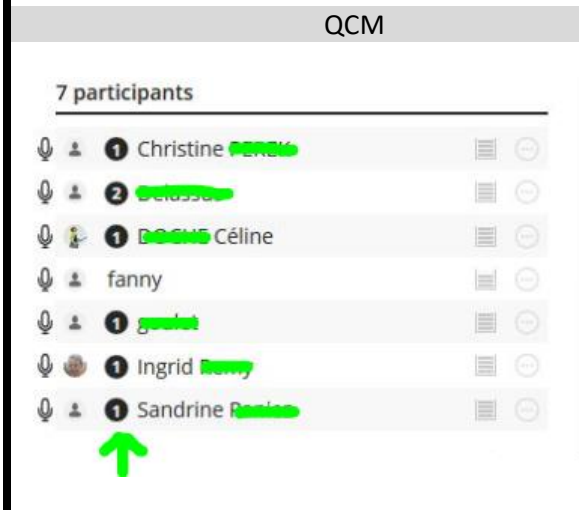 QCM
7 participants
1 Christine
2
1 Céline
fanny
1
1 Ingrid
1 Sandrine